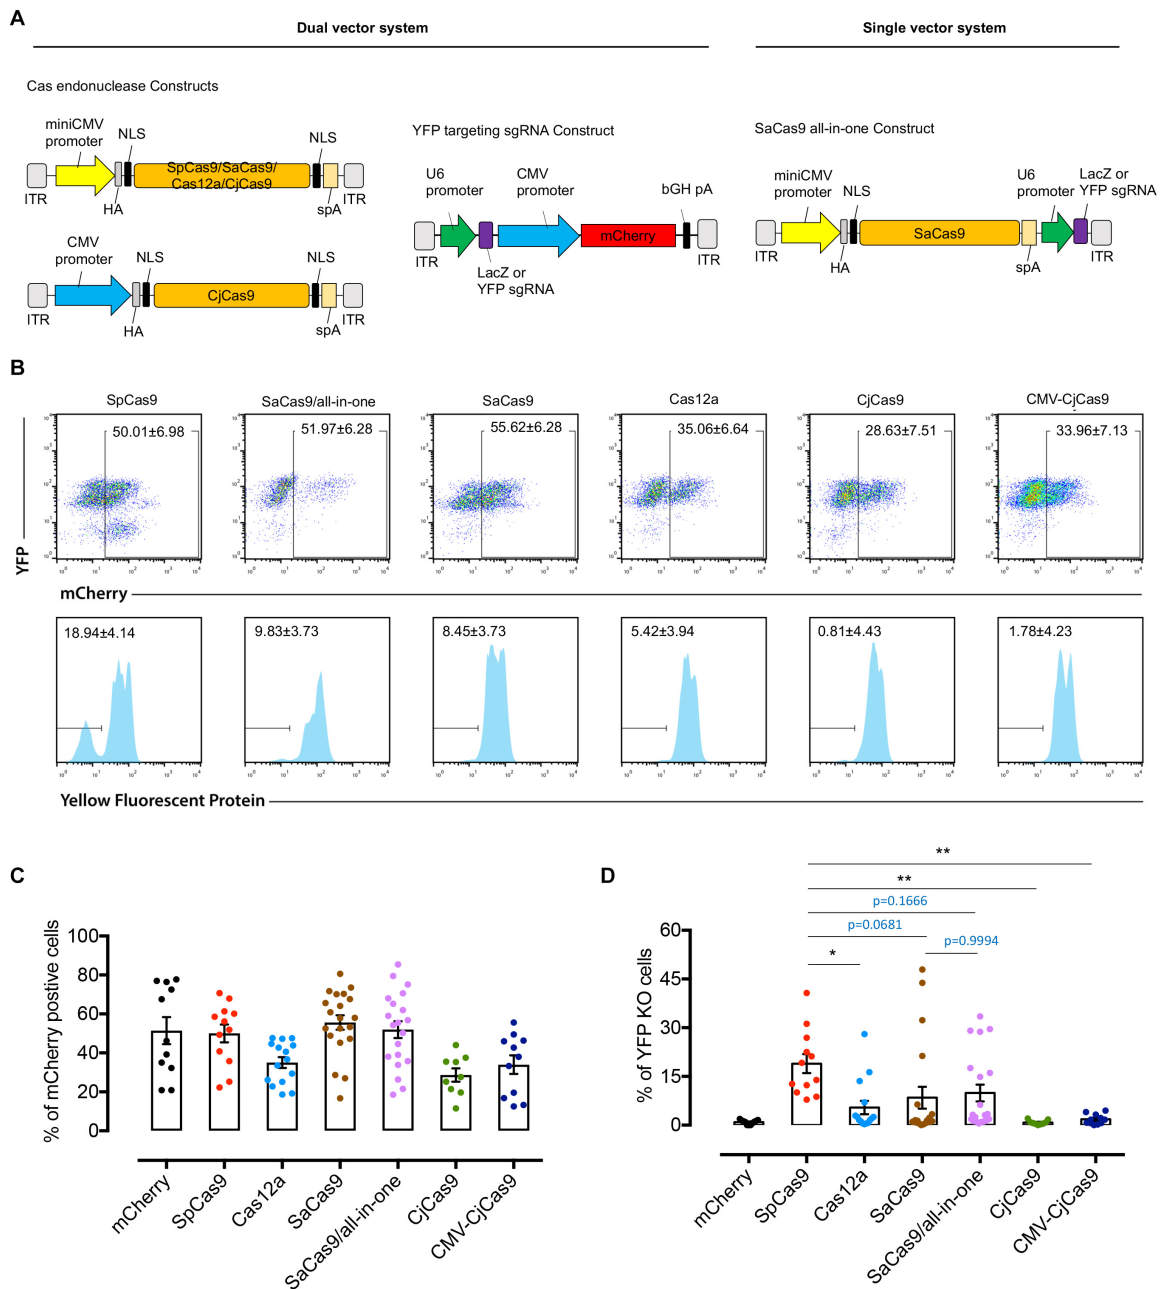 A
Dual vector system
Single vector system
Cas endonuclease Constructs
miniCMV
promoter
NLS
NLS
SpCas9/SaCas9/
Cas12a/CjCas9
ITR
HA
spA
ITR
CMV
promoter
NLS
NLS
CjCas9
ITR
HA
spA
ITR
YFP targeting sgRNA Construct
U6
promoter
CMV
promoter
bGH pA
mCherry
ITR
LacZ or
YFP sgRNA
ITR
SaCas9 all-in-one Construct
miniCMV
promoter
NLS
U6
promoter
LacZ or
YFP sgRNA
SaCas9
ITR
HA
spA
ITR
B
SpCas9
SaCas9/all-in-one
SaCas9
Cas12a
CjCas9
CMV-CjCas9
50.01±6.98
51.97±6.28
55.62±6.28
35.06±6.64
28.63±7.51
33.96±7.13
YFP
mCherry
18.94±4.14
9.83±3.73
8.45±3.73
5.42±3.94
0.81±4.43
1.78±4.23
Yellow Fluorescent Protein
C
% of mCherry postive cells
100
80
60
40
20
0
mCherry
SpCas9
Cas12a
SaCas9
SaCas9/all-in-one
CjCas9
CMV-CjCas9
D
**
**
p=0.1666
p=0.0681
p=0.9994
*
% of YFP KO cells
60
45
30
15
0
mCherry
SpCas9
Cas12a
SaCas9
SaCas9/all-in-one
CjCas9
CMV-CjCas9